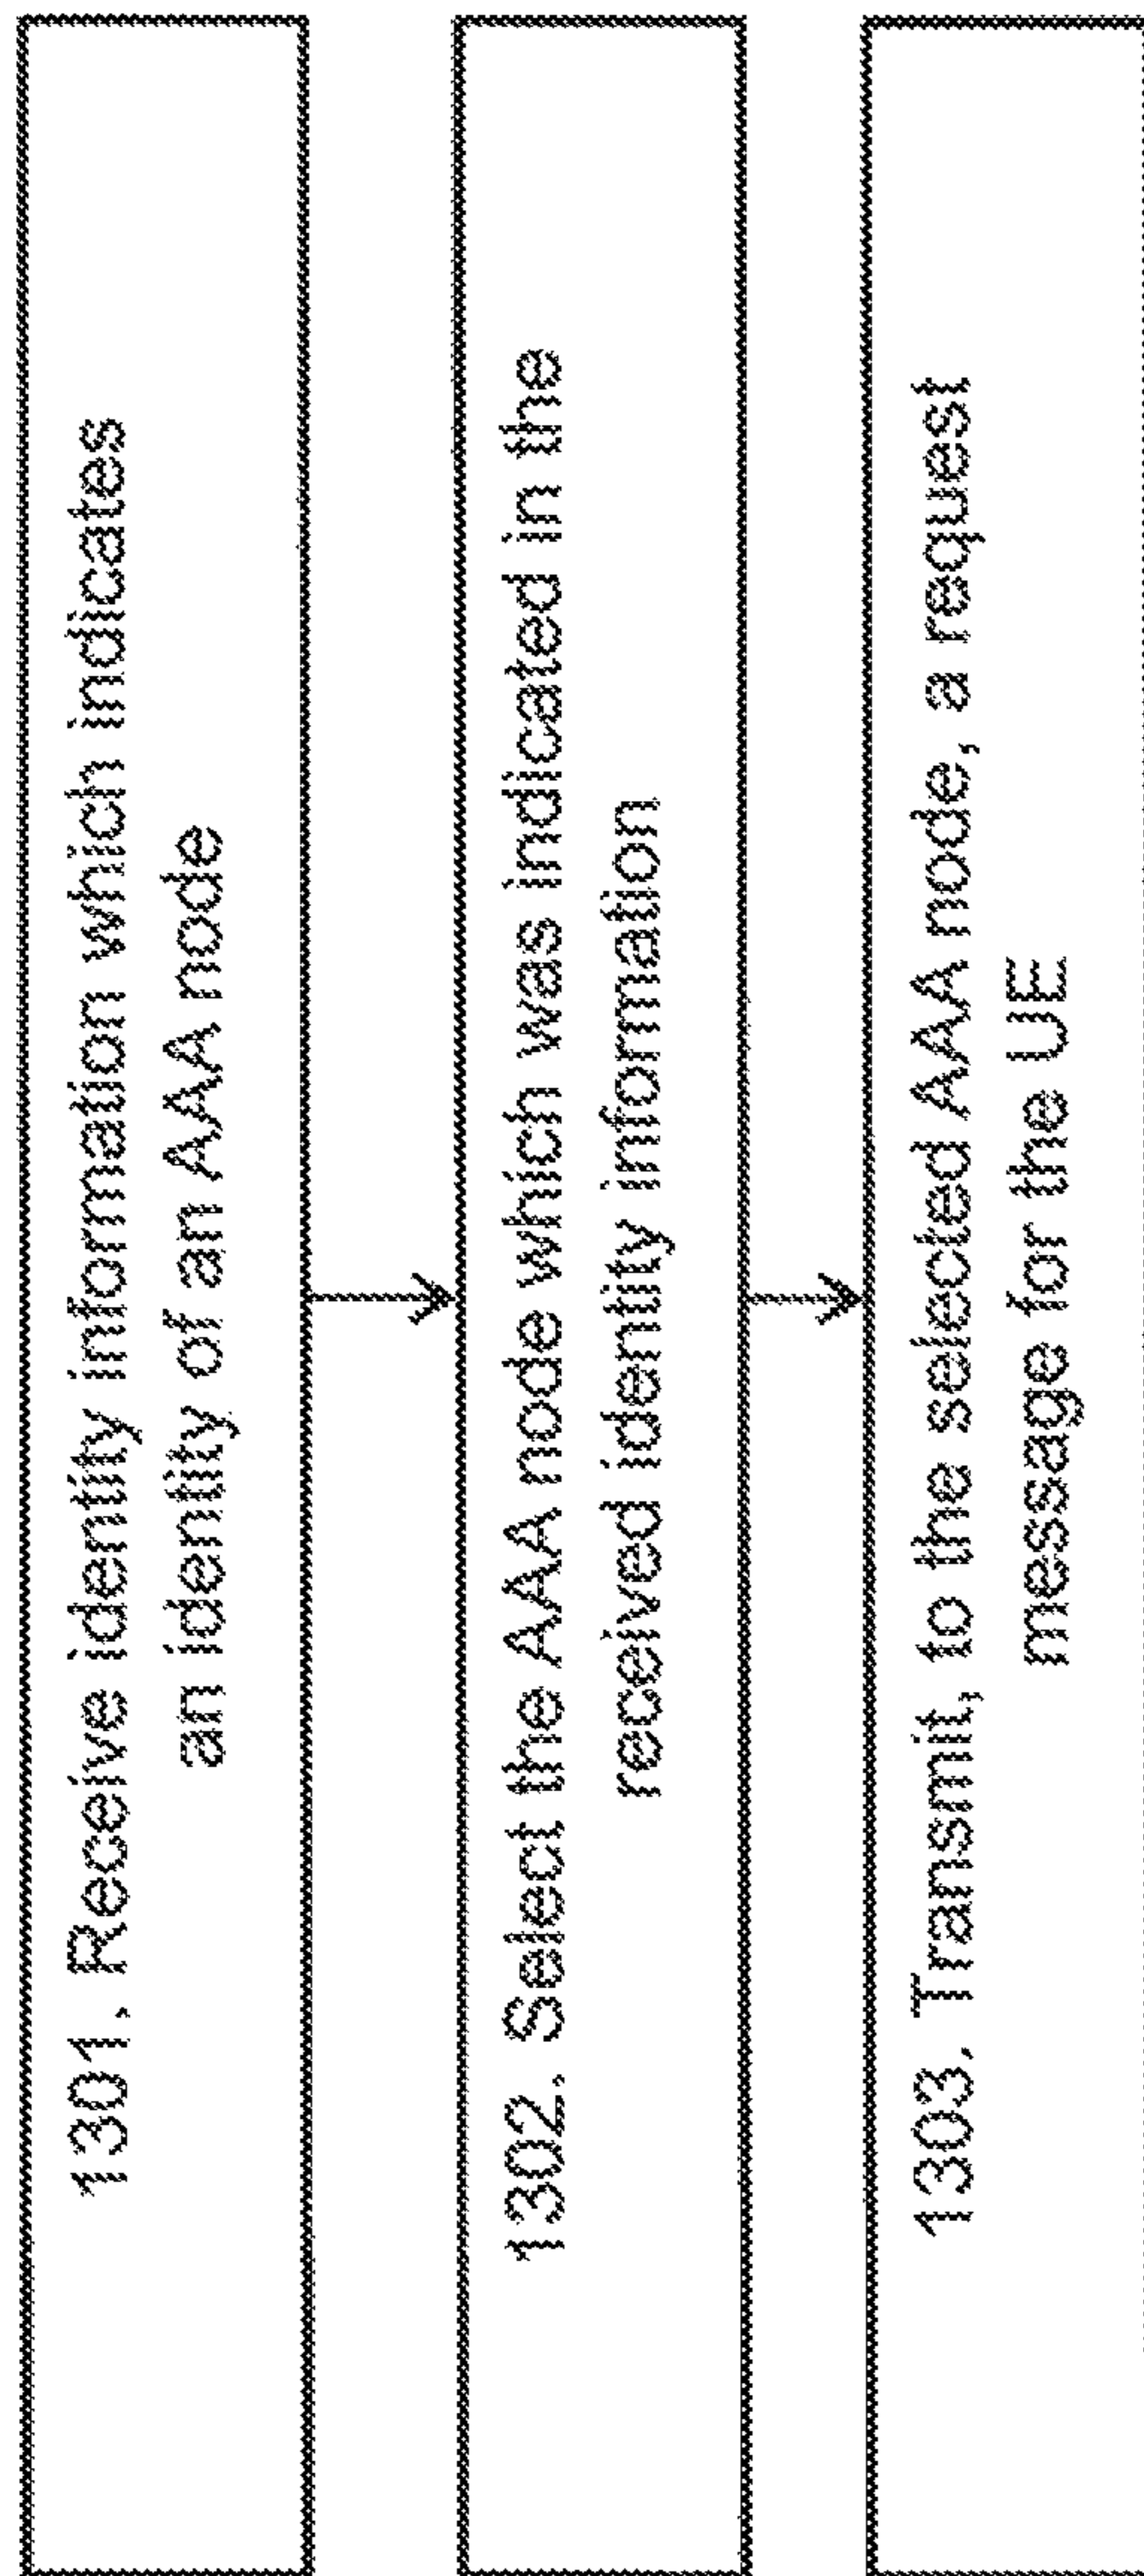 1301. Receive identity information which indicates
an identity of an AAA node
1302. Select the AAA node which was indicated in the
received identity information
1303. Transmit, to the selected AAA node, a request
message for the UE